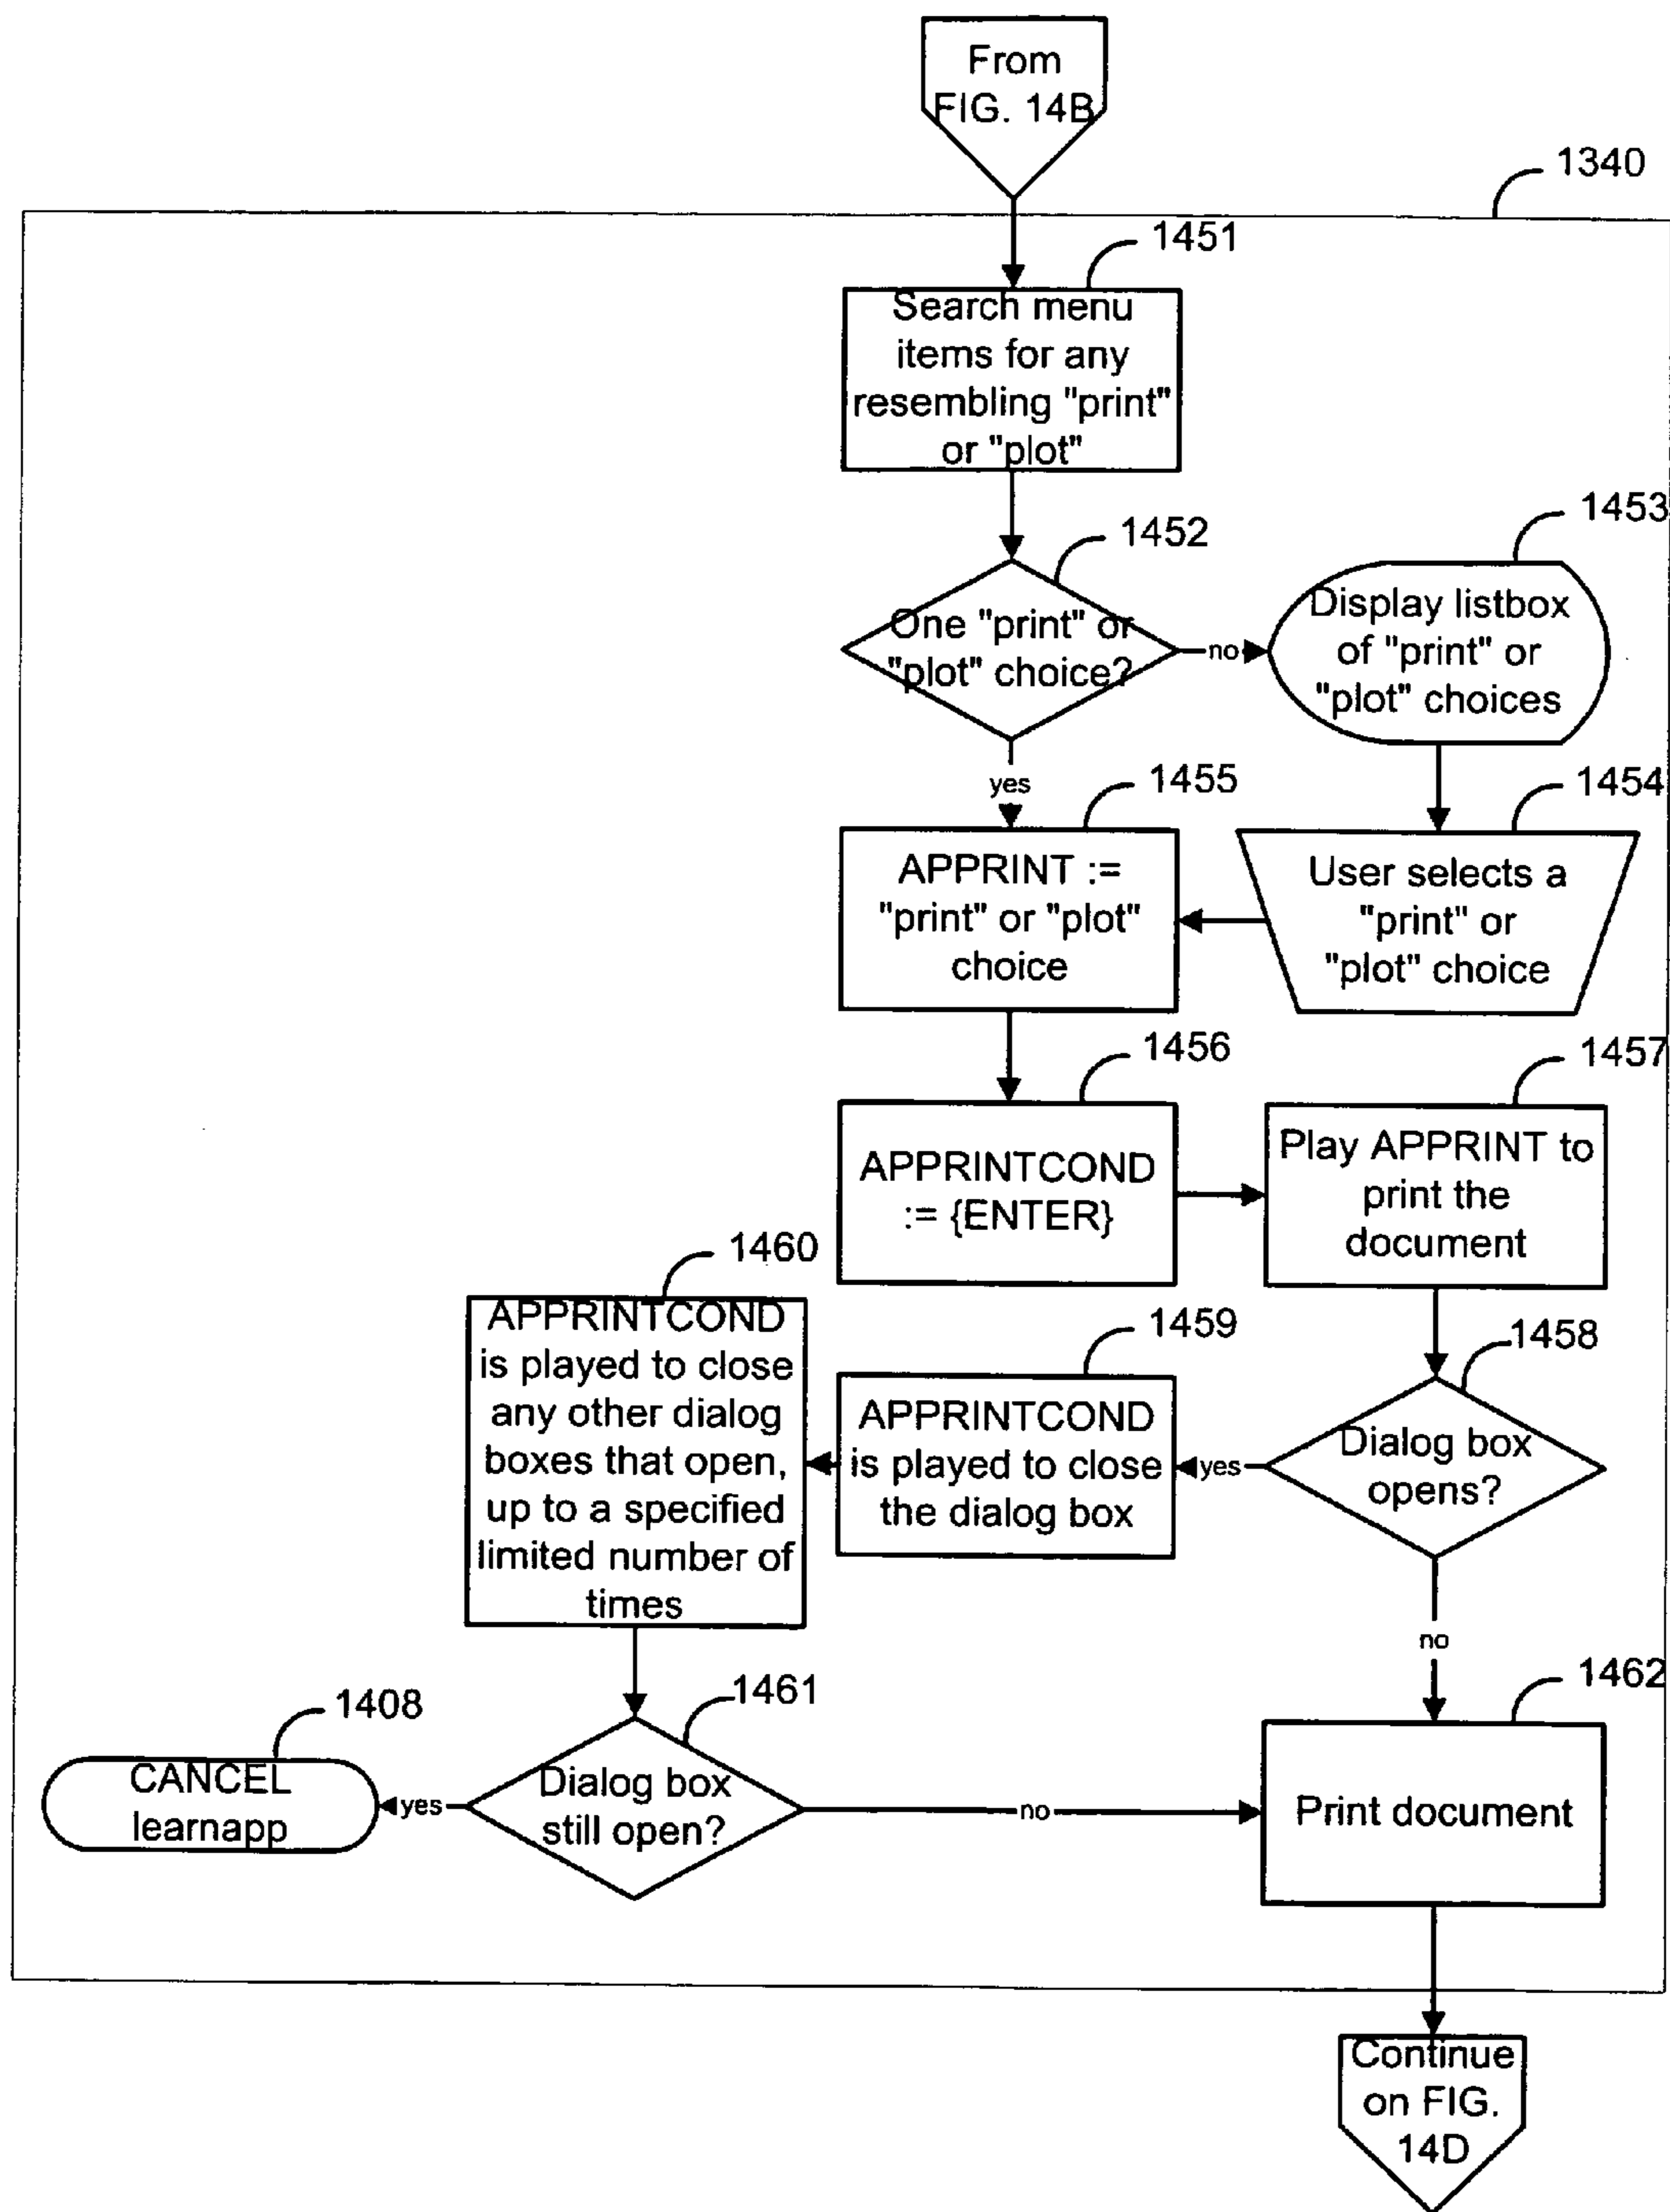 From
FIG. 14B
1340
1451
Search menu
items for any
resembling "print"
or "plot"
1452
One "print" or
"plot" choice?
no
1453
Display listbox
of "print" or
"plot" choices
yes
1455
APPRINT :=
"print" or "plot"
choice
1454
User selects a
"print" or
"plot" choice
1456
APPRINTCOND
:= {ENTER}
1457
Play APPRINT to
print the
document
1458
Dialog box
opens?
yes
1459
APPRINTCOND
is played to close
the dialog box
1460
APPRINTCOND
is played to close
any other dialog
boxes that open,
up to a specified
limited number of
times
no
1461
Dialog box
still open?
yes
1408
CANCEL
learnapp
no
1462
Print document
Continue
on FIG.
14D